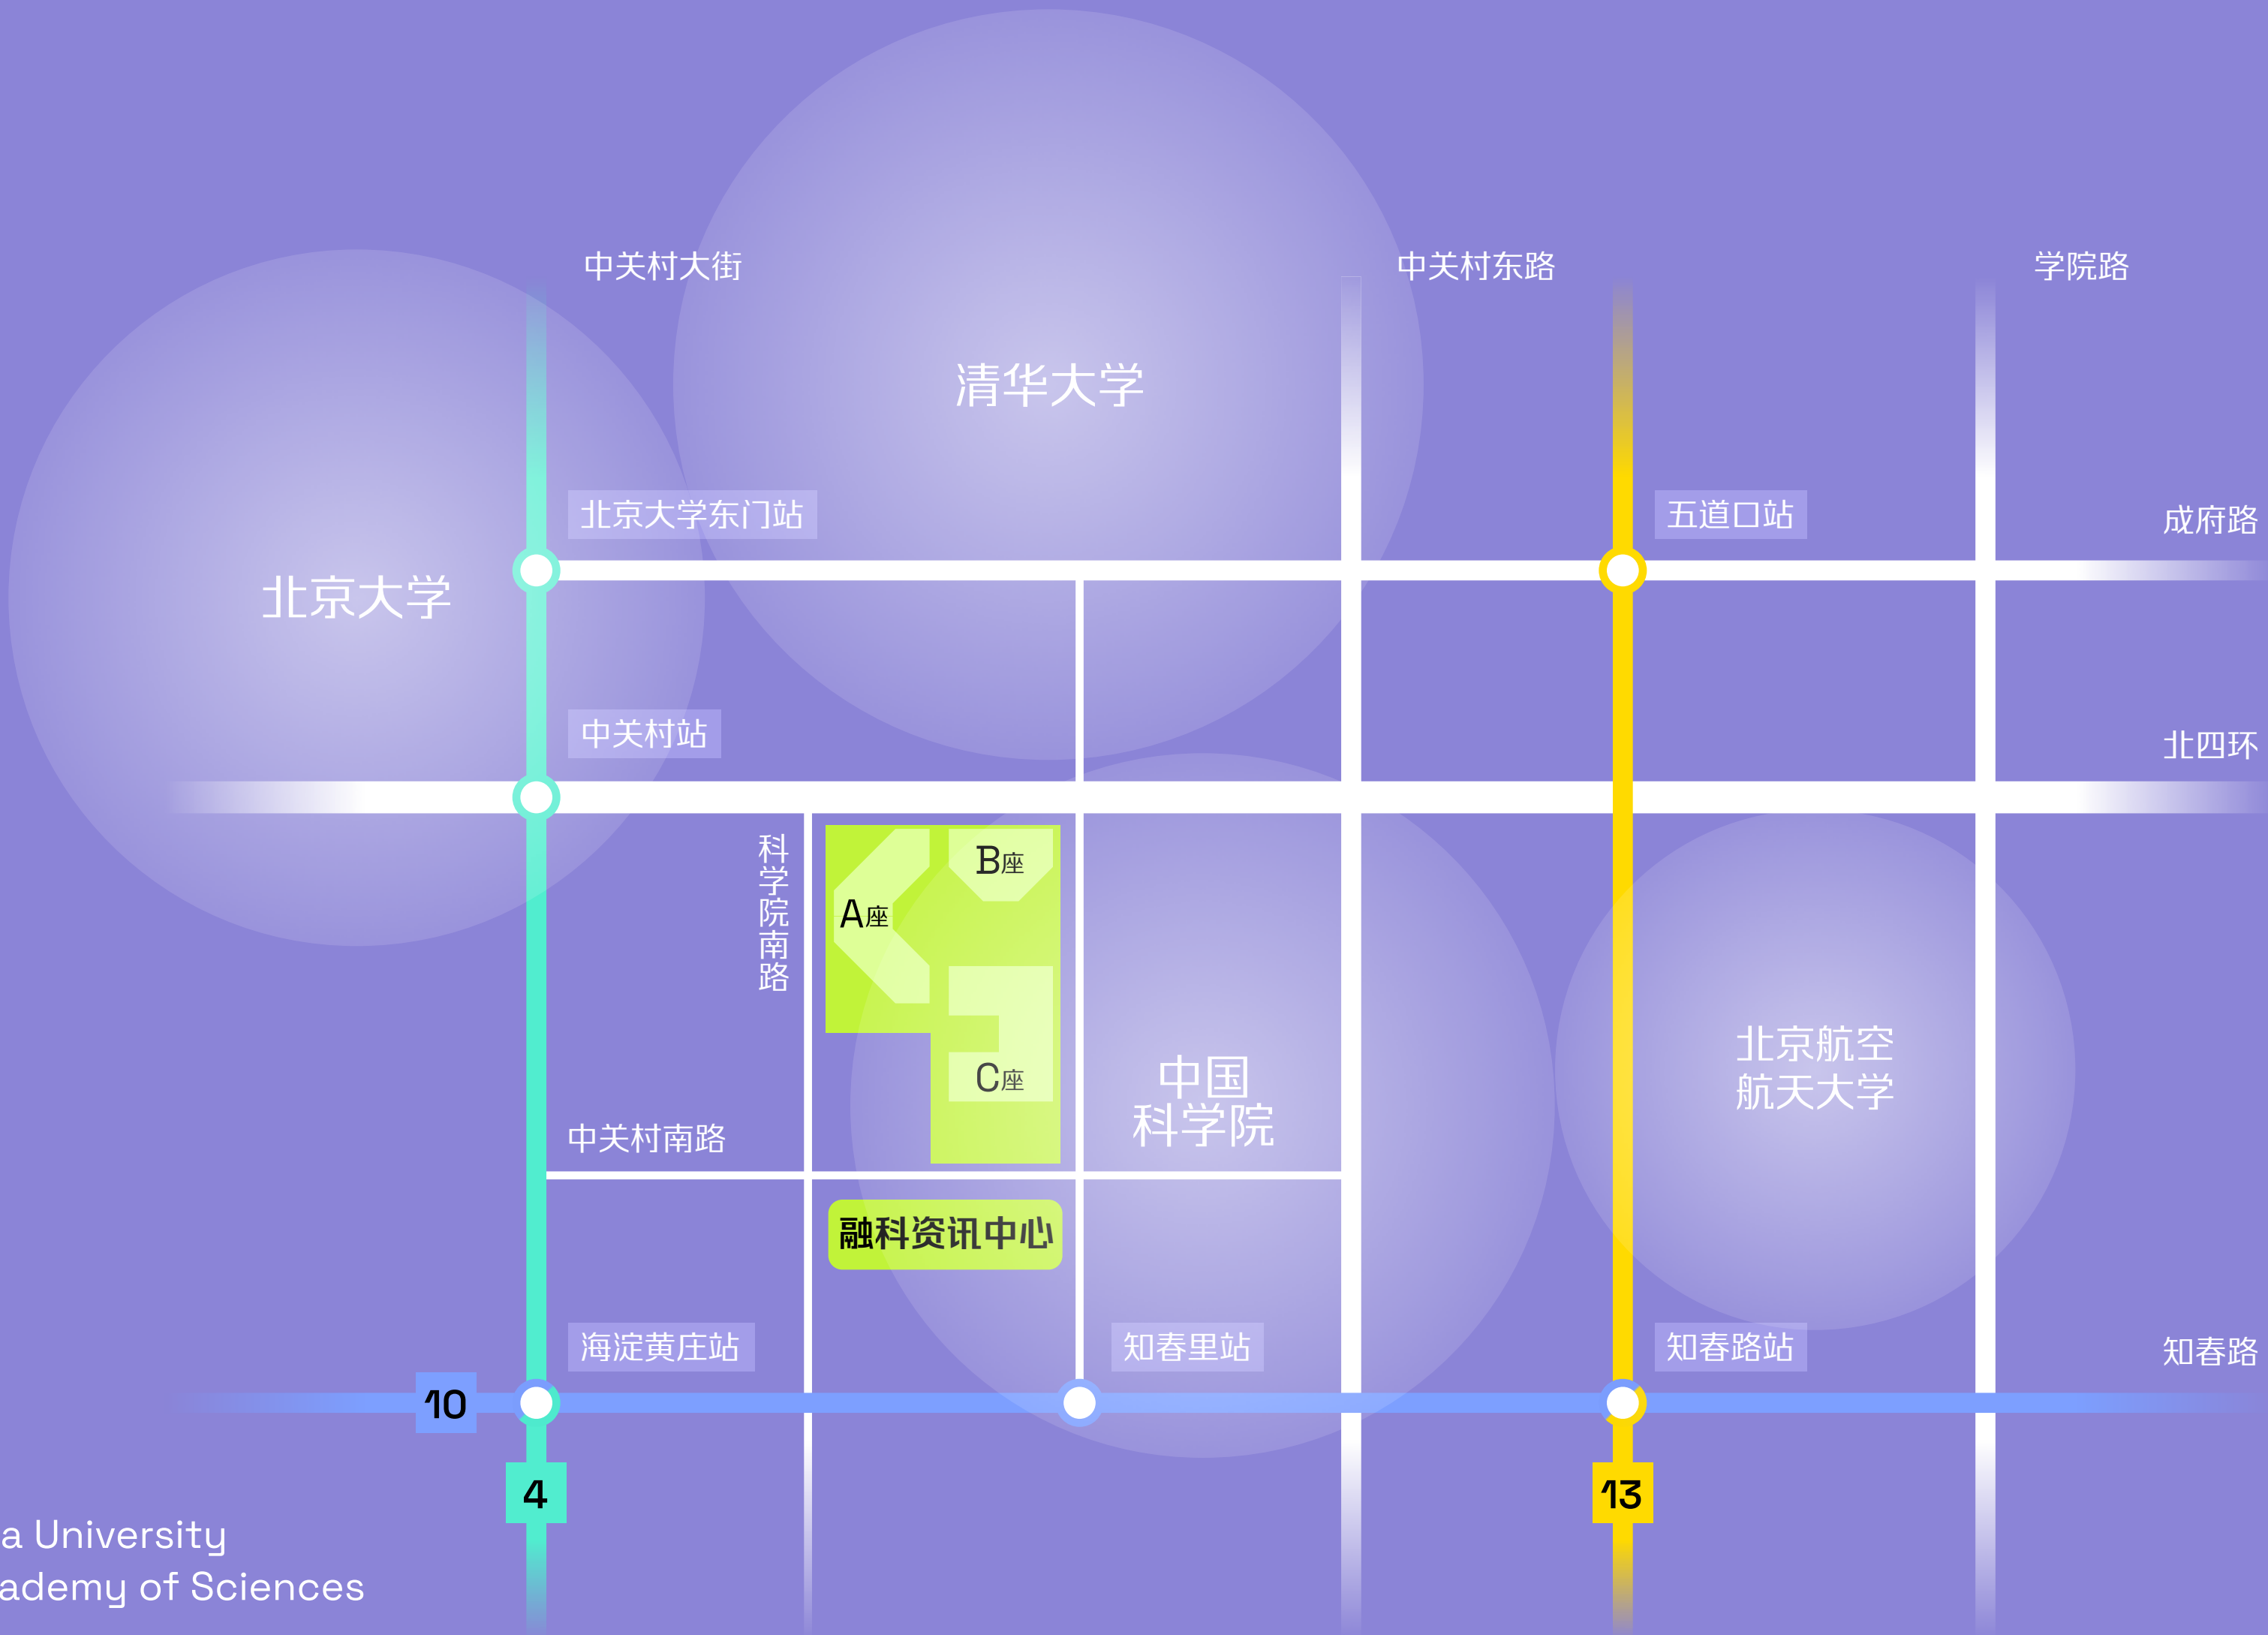 中关村大街
中关村东路
学院路
清华大学
北京大学东门站
五道口站
成府路
北京大学
中关村站
北四环
科学院南路
B座
A座
C座
中国
科学院
北京航空
航天大学
中关村南路
融科资讯中心
海淀黄庄站
知春里站
知春路站
知春路
10
4
13
a University
ademy of Sciences